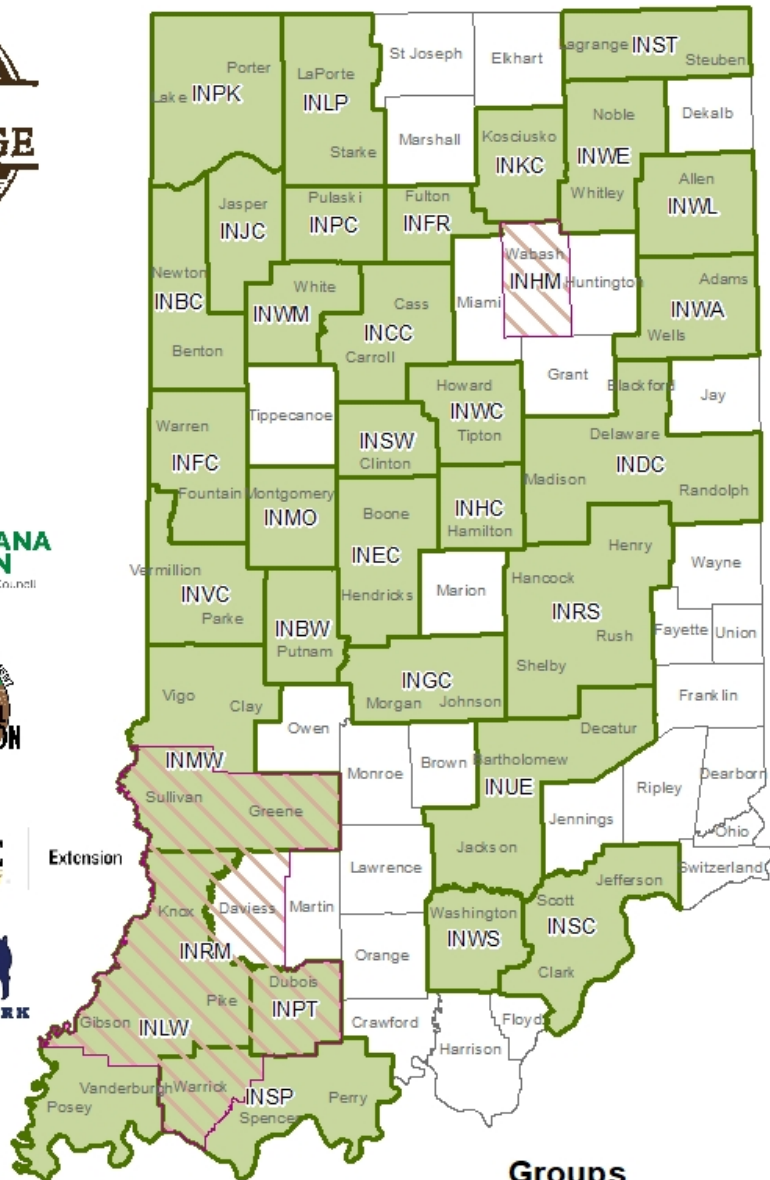 St Joseph
Elkhart
Lagrange INST
Steuben
Porter
Lake INPK
LaPorte
INLP
Starke
Marshall
Kosciusko
INKC
Noble
INWE
Whitley
Dekalb
GE
Allen
INWL
Jasper
INJC
Pulaski
INPC
Fulton
INFR
Wabash
INHM
Huntington
Miami
Newton
INBC
Benton
White
INWM
Cass
INCC
Carroll
Adams
INWA
Wells
Grant
Blackford
Jay
Tippecanoe
Howard
INWC
Tipton
Warren
INFC
Fountain
INSW
Clinton
Delaware
INDC
Madison
Randolph
Montgomery
INMO
Boone
INEC
Hendricks
INHC
Hamilton
ANA
N
Council
Vermillion
INVC
Parke
INBW
Putnam
Marion
Henry
Hancock
INRS
Rush
Shelby
Wayne
Fayette
Union
INGC
Morgan
Johnson
Franklin
Vigo
Clay
INMW
Owen
ON
Decatur
Bartholomew
INUE
Jackson
Monroe
Brown
Sullivan
Greene
Ripley
Dearborn
Jennings
Ohio
Switzerland
Extension
Lawrence
Jefferson
Scott
INSC
Clark
Washington
INWS
Knox
INRM
Daviess
Martin
Orange
RK
Pike
Dubois
INPT
Gibson
INLW
Crawford
Floyd
Harrison
Vanderburgh
Warrick
INSP
Spencer
Perry
Posey
Groups